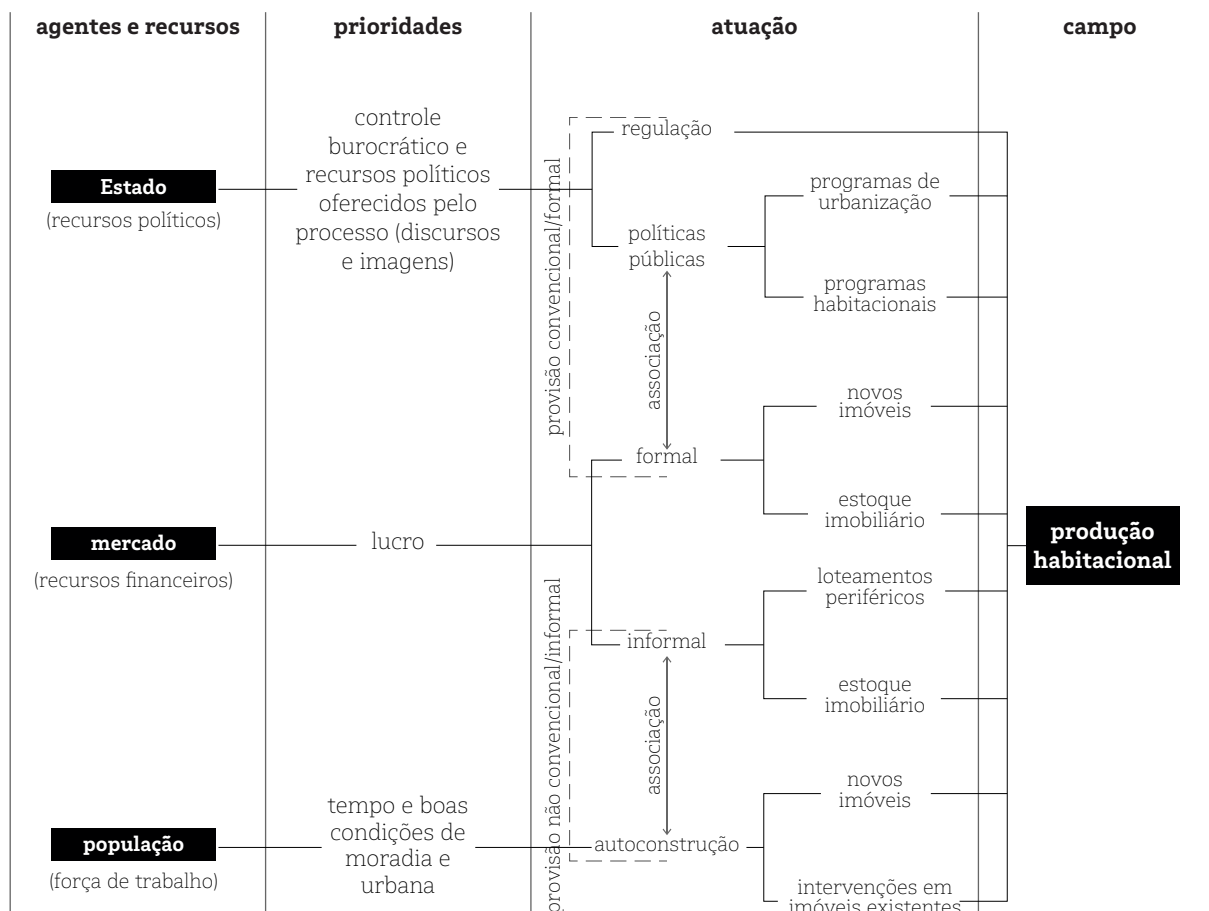 agentes e recursos
prioridades
atuação
campo
Estado
(recursos políticos)
controle
burocrático e
recursos políticos
oferecidos pelo
processo (discursos
e imagens)
provisão convencional/formal
regulação
políticas
públicas
programas de
urbanização
programas
habitacionais
associação
mercado
(recursos financeiros)
lucro
formal
novos
imóveis
estoque
imobiliário
informal
loteamentos
periféricos
estoque
imobiliário
produção
habitacional
provisão não convencional/informal
associação
população
(força de trabalho)
tempo e boas
condições de
moradia e
urbana
autoconstrução
novos
imóveis
intervenções em
imóveis existentes